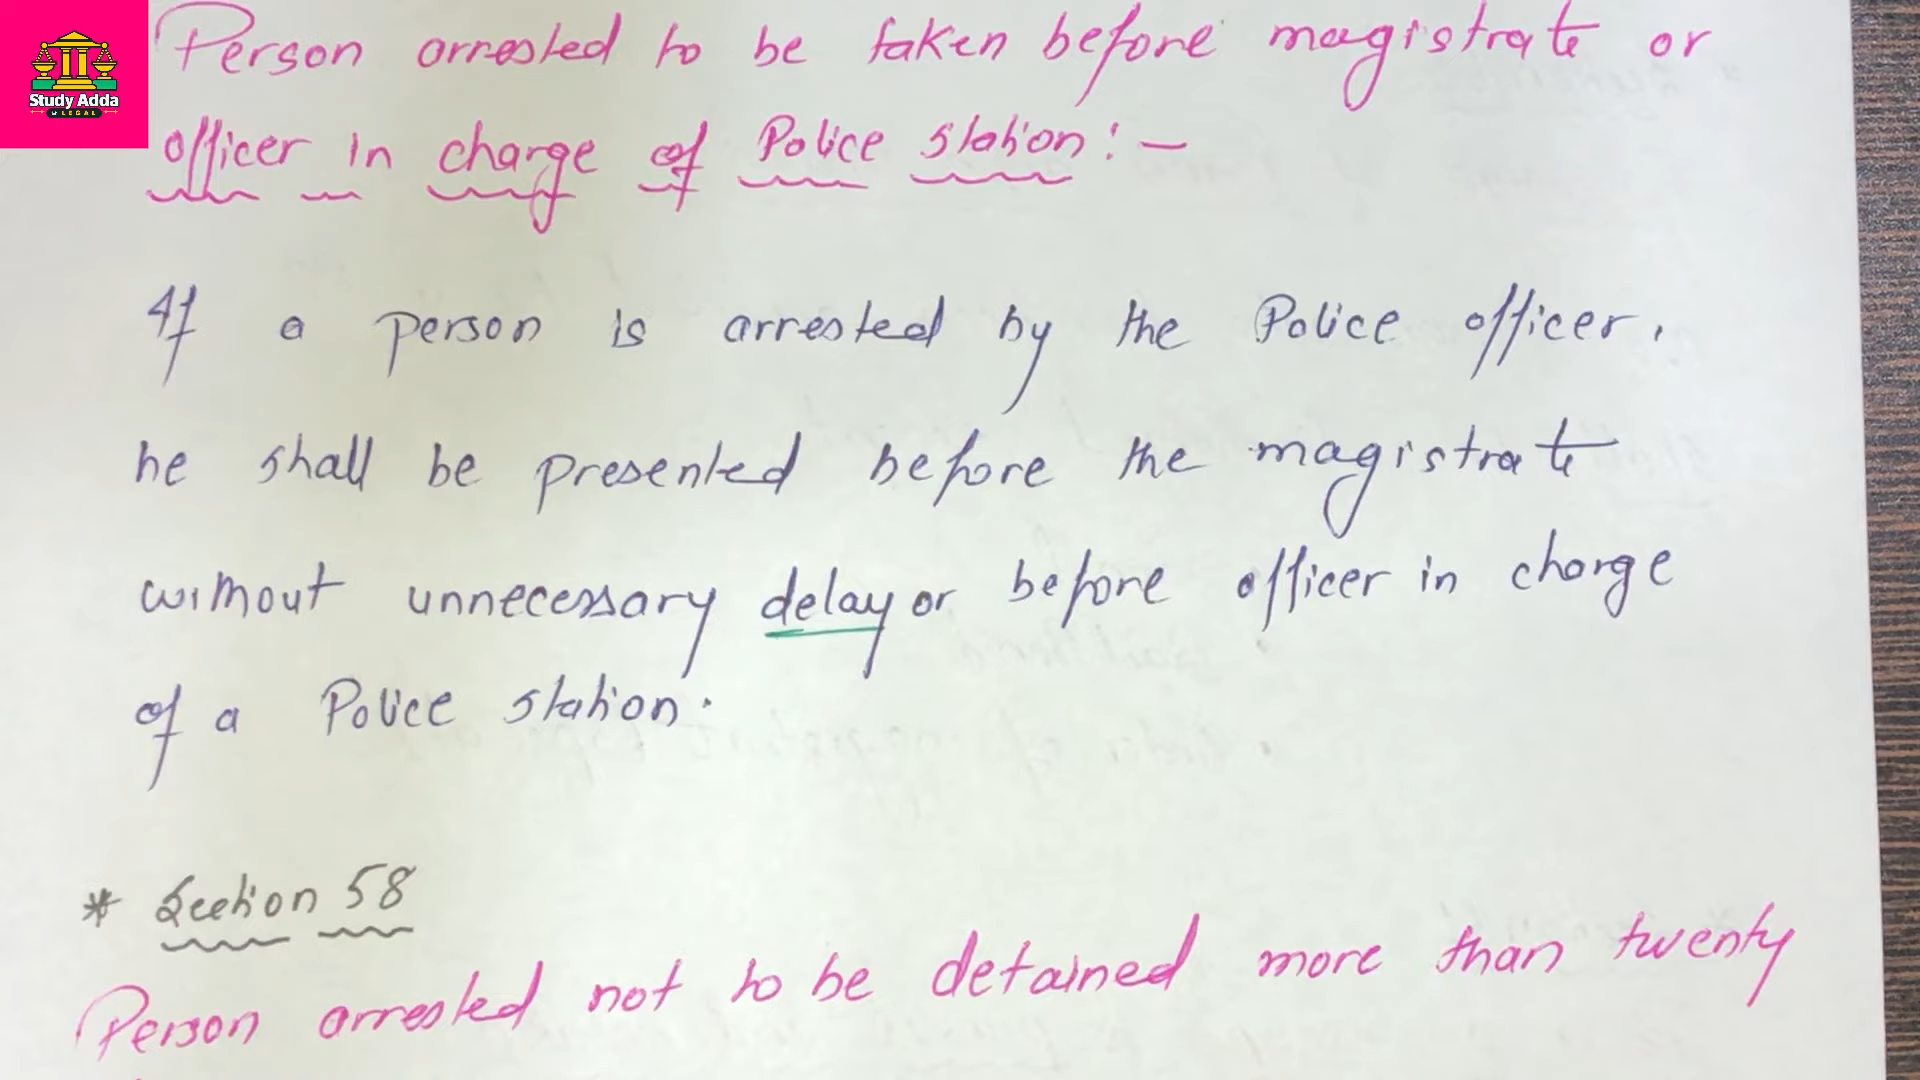 Study Adda
LEGAL
Person arrested to be taken before magistrate or
officer in charge of Police station:-
If a person is arrested by the Police officer,
he shall be presented before the magistrate
without unnecessary delay or before officer in charge
of a Police station.
* Section 58
Person arrested not to be detained more than twenty